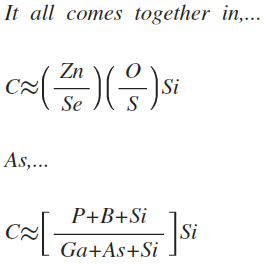 It all comes together in,...
C≈(Zn/Se)(O/S)Si
As,...
C≈[P+B+Si/Ga+As+Si]Si